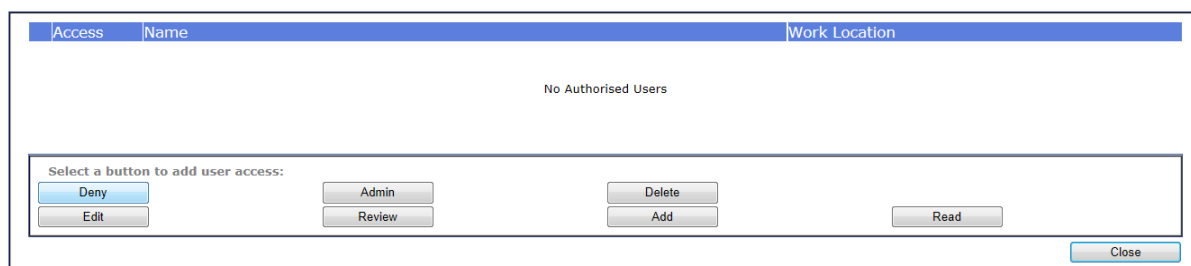 Access Name Work Location
No Authorised Users
Select a button to add user access:
Deny Admin Delete
Edit Review Add Read
Close